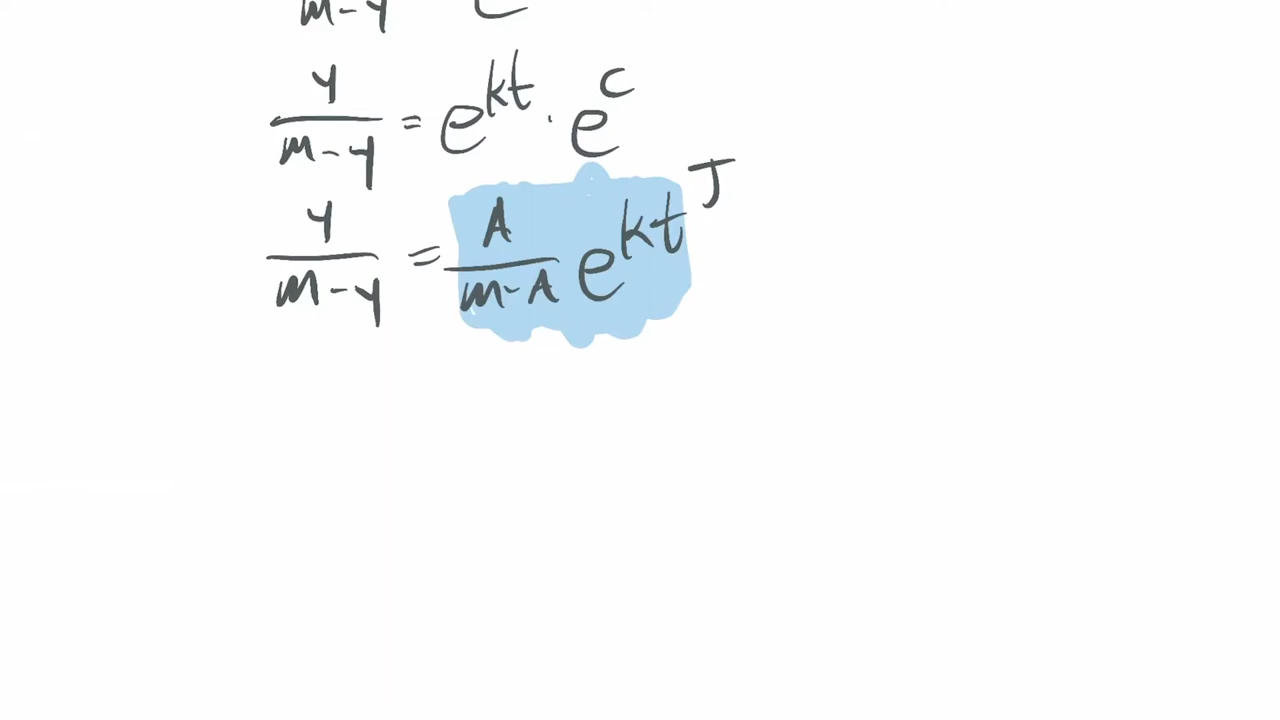 y/(m-y) = e^c
y/(m-y) = e^(kt) · e^c
y/(m-y) = A/(m-A) e^(kt) J